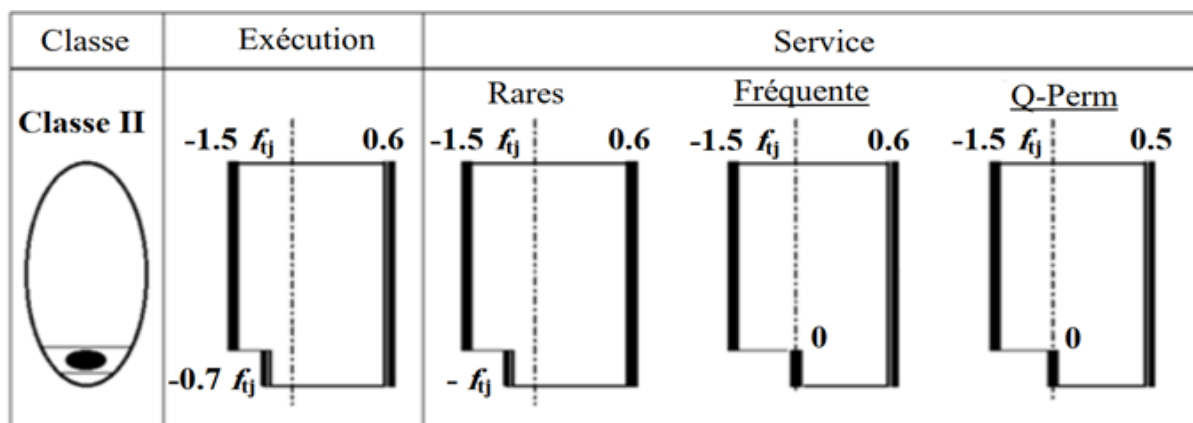 Classe Exécution Service
Rares Fréquente Q-Perm
Classe II
-1.5 ftj 0.6 -1.5 ftj 0.6 -1.5 ftj 0.6 -1.5 ftj 0.5
0 0
-0.7 ftj - ftj